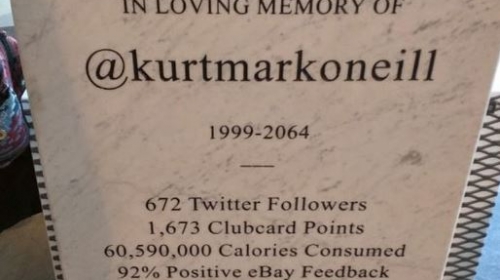 IN LOVING MEMORY OF
@kurtmarkoneill
1999-2064
672 Twitter Followers
1,673 Clubcard Points
60,590,000 Calories Consumed
92% Positive eBay Feedback